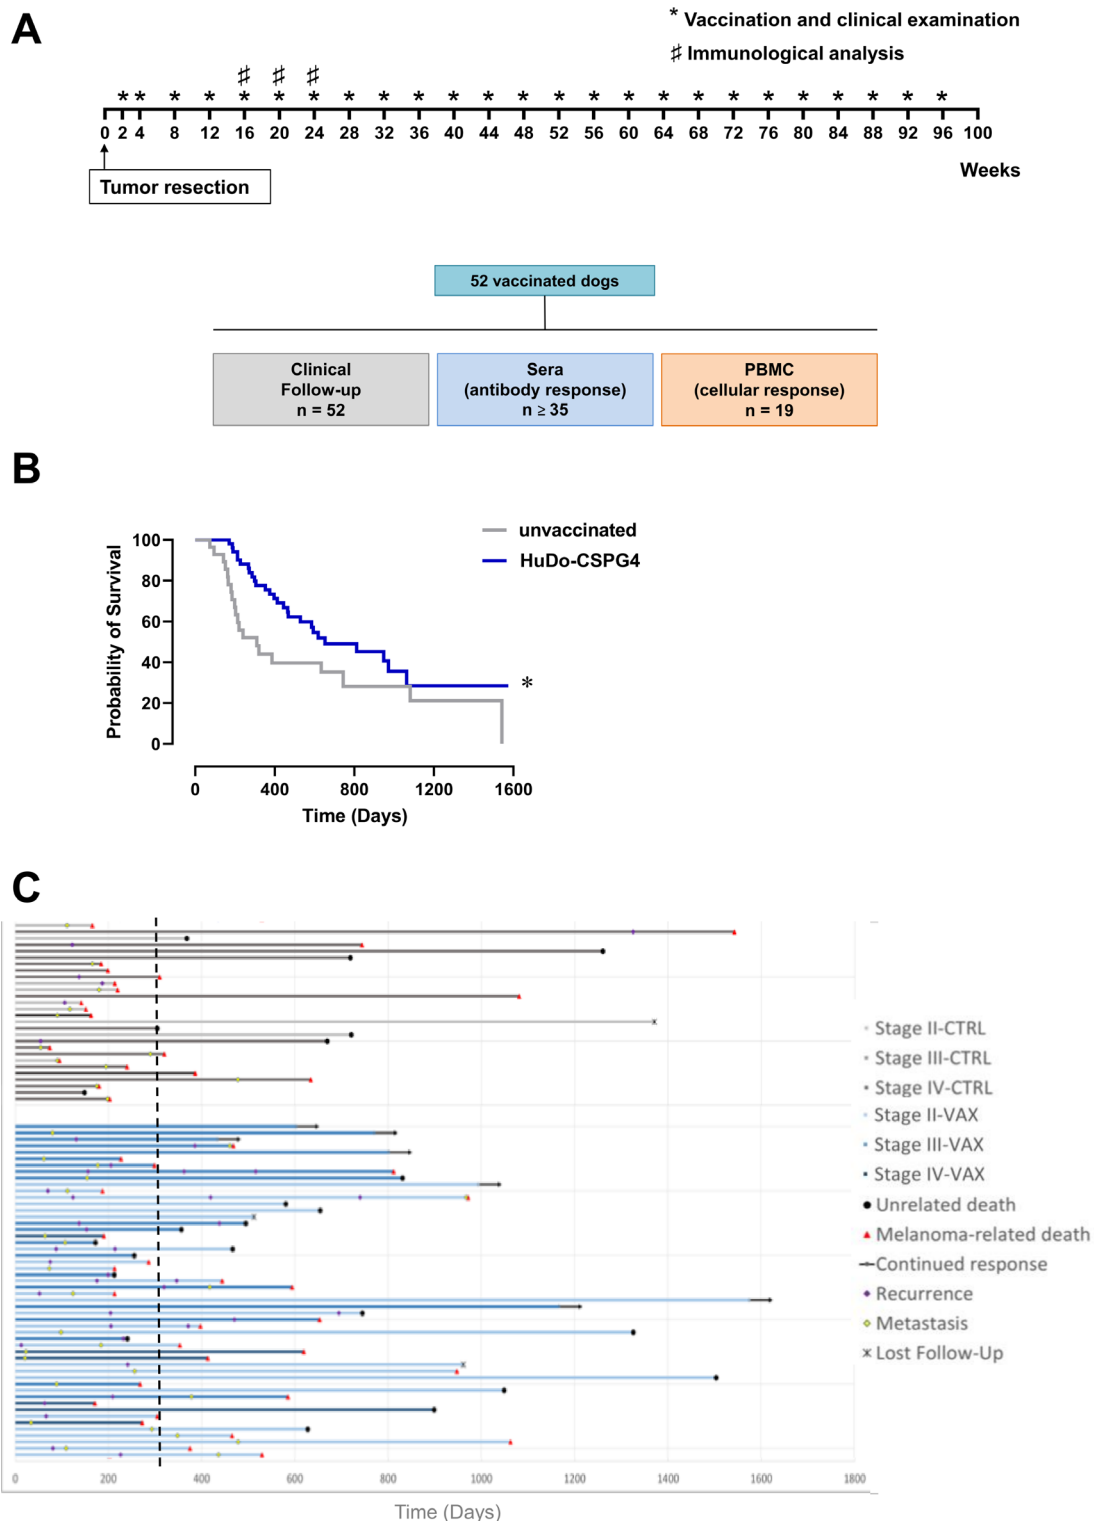 A
* Vaccination and clinical examination
♯ Immunological analysis
♯ ♯ ♯
* * * * * * * * * * * * * * * * * * * * * * * * *
0 2 4 8 12 16 20 24 28 32 36 40 44 48 52 56 60 64 68 72 76 80 84 88 92 96 100
Weeks
Tumor resection
52 vaccinated dogs
Clinical
Follow-up
n = 52
Sera
(antibody response)
n ≥ 35
PBMC
(cellular response)
n = 19
B
unvaccinated
HuDo-CSPG4
Probability of Survival
100
80
60
40
20
0
*
0 400 800 1200 1600
Time (Days)
C
Stage II-CTRL
Stage III-CTRL
Stage IV-CTRL
Stage II-VAX
Stage III-VAX
Stage IV-VAX
Unrelated death
Melanoma-related death
Continued response
Recurrence
Metastasis
Lost Follow-Up
0 200 400 600 800 1000 1200 1400 1600 1800
Time (Days)